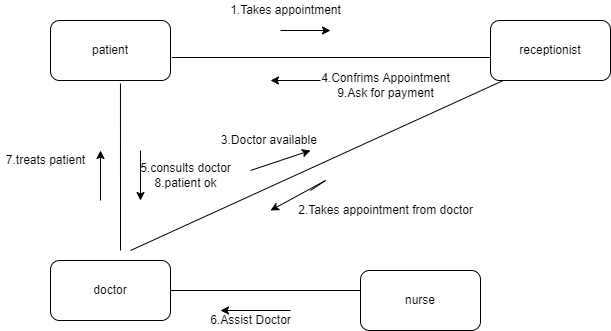 1.Takes appointment
patient
receptionist
4.Confrims Appointment
9.Ask for payment
3.Doctor available
7.treats patient
5.consults doctor
8.patient ok
2.Takes appointment from doctor
doctor
nurse
6.Assist Doctor